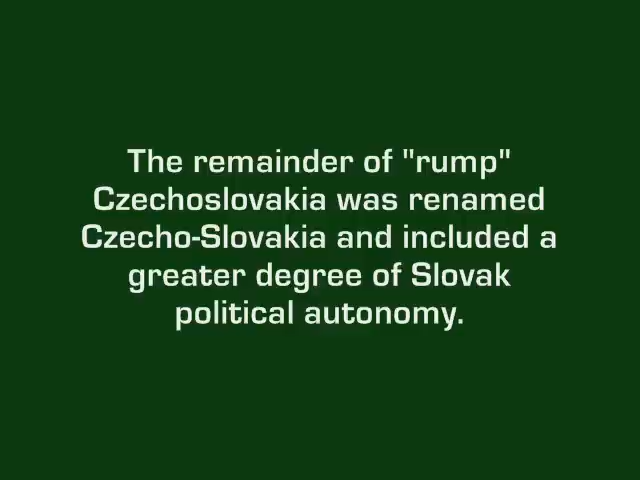 The remainder of "rump"
Czechoslovakia was renamed
Czecho-Slovakia and included a
greater degree of Slovak
political autonomy.